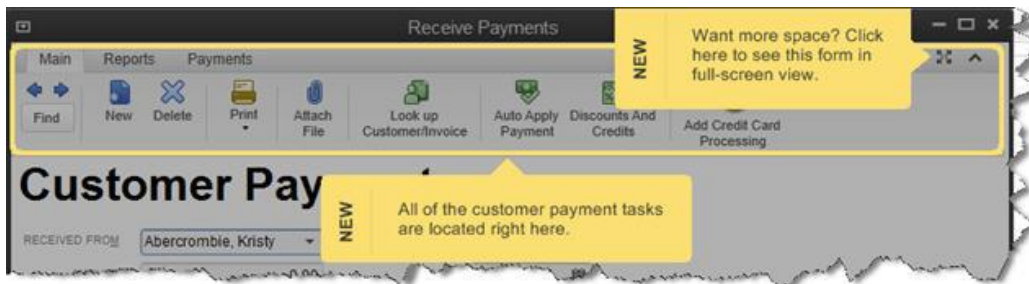 Receive Payments
NEW
Want more space? Click
here to see this form in
full-screen view.
Main Reports Payments
Find
New
Delete
Print
Attach
File
Look up
Customer/Invoice
Auto Apply
Payment
Discounts And
Credits
Add Credit Card
Processing
Customer Pay
NEW
All of the customer payment tasks
are located right here.
RECEIVED FROM Abercrombie, Kristy